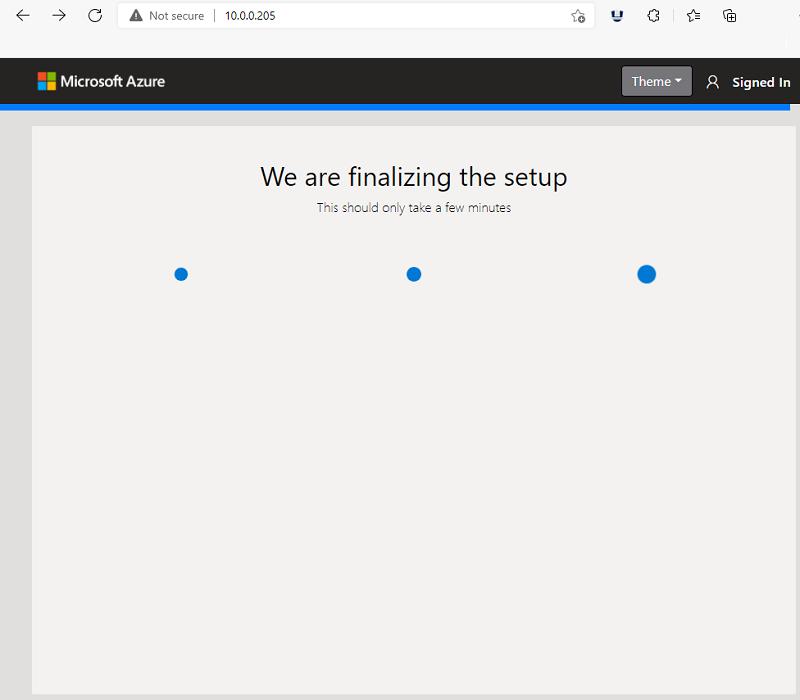 Not secure | 10.0.0.205
Microsoft Azure
Theme
Signed In
We are finalizing the setup
This should only take a few minutes